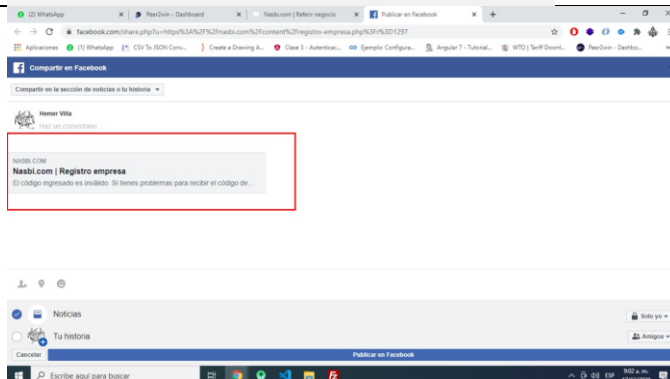 (2) WhatsApp
Peer2win - Dashboard
Nasbi.com | Referir negocio
Publicar en Facebook
facebook.com/share.php?u=https%3A%2F%2Fnasbi.com%2Fcontent%2Fregistro-empresa.php%3Fr%3D1297
Aplicaciones
(1) WhatsApp
CSV To JSON Conv...
Create a Drawing A...
Clase 3 - Autenticac...
Ejemplo Configura...
Angular 7 - Tutorial...
WTO | Tariff Downl...
Peer2win - Dashbo...
Compartir en Facebook
Compartir en la sección de noticias o tu historia
Hemer Villa
Haz un comentario...
NASBI.COM
Nasbi.com | Registro empresa
El código ingresado es inválido. Si tienes problemas para recibir el código de...
Noticias
Solo yo
Tu historia
Amigos
Cancelar
Publicar en Facebook
Escribe aquí para buscar
ESP
9:02 a. m.